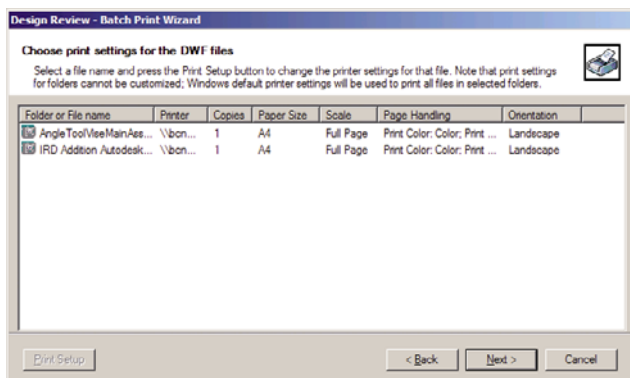 Design Review - Batch Print Wizard
Choose print settings for the DWF files
Select a file name and press the Print Setup button to change the printer settings for that file. Note that print settings
for folders cannot be customized; Windows default printer settings will be used to print all files in selected folders.
Folder or File name Printer Copies Paper Size Scale Page Handling Orientation
AngleToolViseMainAss... \\bcn... 1 A4 Full Page Print Color: Color; Print ... Landscape
IRD Addition Autodesk... \\bcn... 1 A4 Full Page Print Color: Color; Print ... Landscape
Print Setup < Back Next > Cancel